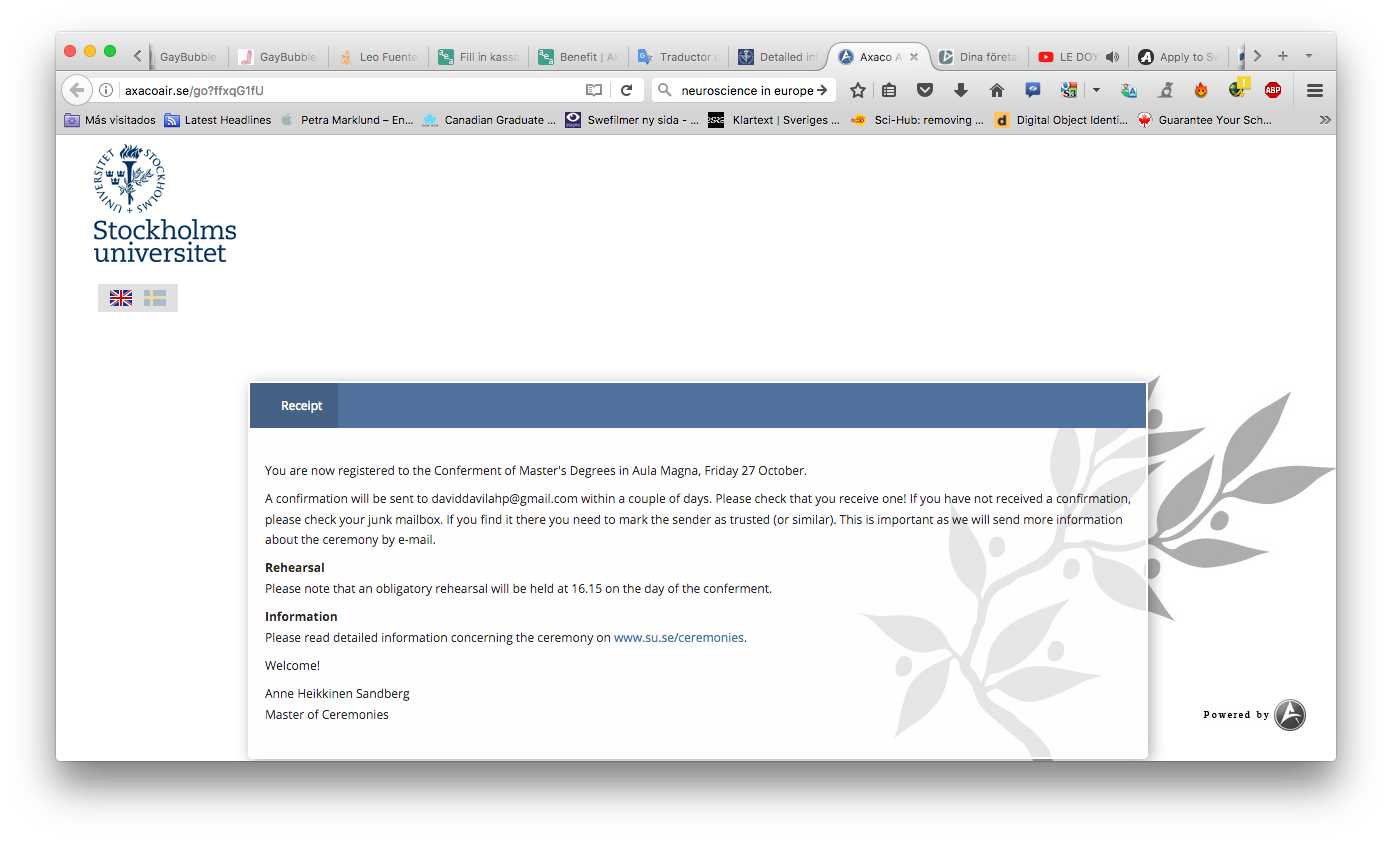 GayBubble
GayBubble
Leo Fuente
Fill in kassa
Benefit | Ak
Traductor
Detailed inf
Axaco A
Dina företa
LE DOY
Apply to Sw
axacoair.se/go?ffxqG1fU
neuroscience in europe
ABP
Más visitados
Latest Headlines
Petra Marklund – En...
Canadian Graduate ...
Swefilmer ny sida - ...
Klartext | Sveriges ...
Sci-Hub: removing ...
Digital Object Identi...
Guarantee Your Sch...
STOCKHOLMS UNIVERSITET
Stockholms
universitet
Receipt
You are now registered to the Conferment of Master's Degrees in Aula Magna, Friday 27 October.
A confirmation will be sent to daviddavilahp@gmail.com within a couple of days. Please check that you receive one! If you have not received a confirmation,
please check your junk mailbox. If you find it there you need to mark the sender as trusted (or similar). This is important as we will send more information
about the ceremony by e-mail.
Rehearsal
Please note that an obligatory rehearsal will be held at 16.15 on the day of the conferment.
Information
Please read detailed information concerning the ceremony on www.su.se/ceremonies.
Welcome!
Anne Heikkinen Sandberg
Master of Ceremonies
Powered by